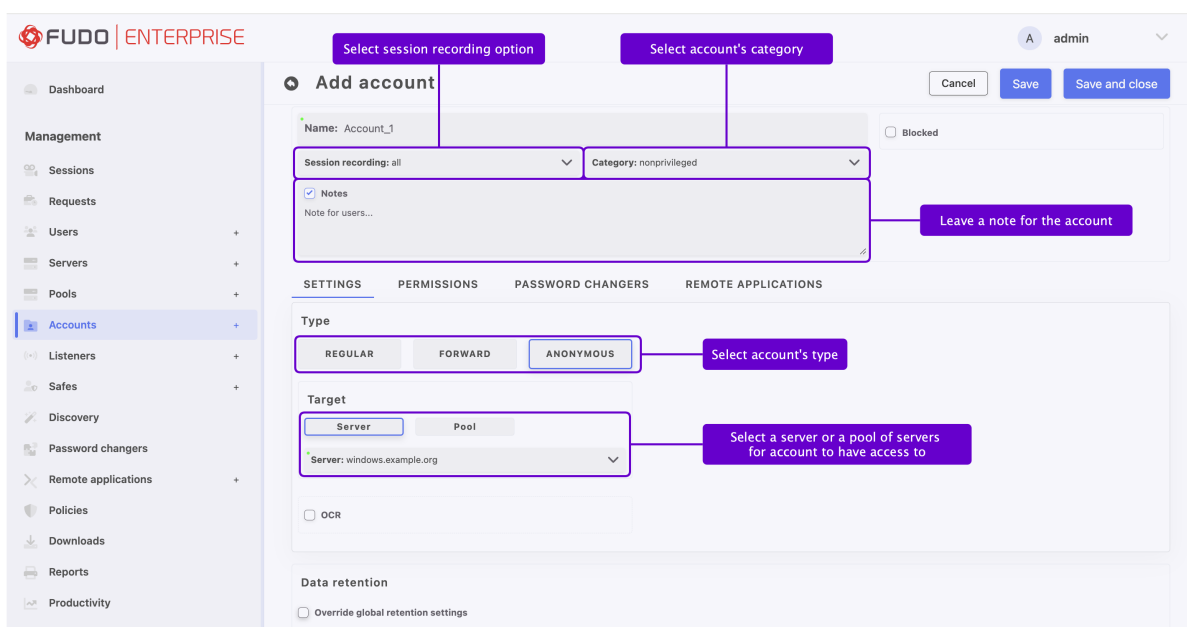 FUDO ENTERPRISE
A admin
Select session recording option
Select account's category
Dashboard
Add account
Cancel
Save
Save and close
Management
Name: Account_1
Blocked
Session recording: all
Category: nonprivileged
Sessions
Notes
Requests
Note for users...
Leave a note for the account
Users +
Servers +
SETTINGS
PERMISSIONS
PASSWORD CHANGERS
REMOTE APPLICATIONS
Pools +
Type
Accounts +
REGULAR
FORWARD
ANONYMOUS
Select account's type
Listeners +
Safes +
Target
Discovery
Server
Pool
Select a server or a pool of servers
for account to have access to
Password changers
Server: windows.example.org
Remote applications +
Policies
OCR
Downloads
Reports
Data retention
Productivity
Override global retention settings